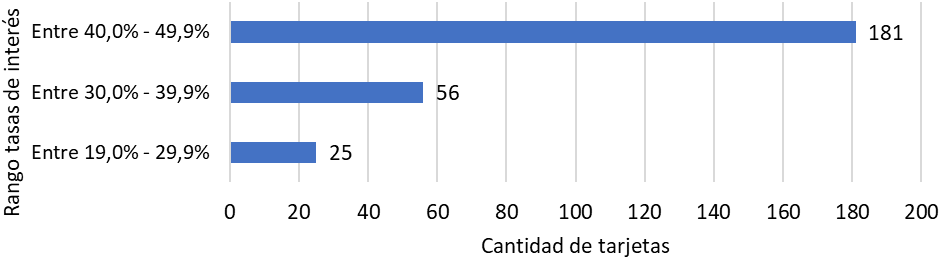 Rango tasas de interés
Entre 40,0% - 49,9%
181
Entre 30,0% - 39,9%
56
Entre 19,0% - 29,9%
25
0 20 40 60 80 100 120 140 160 180 200
Cantidad de tarjetas